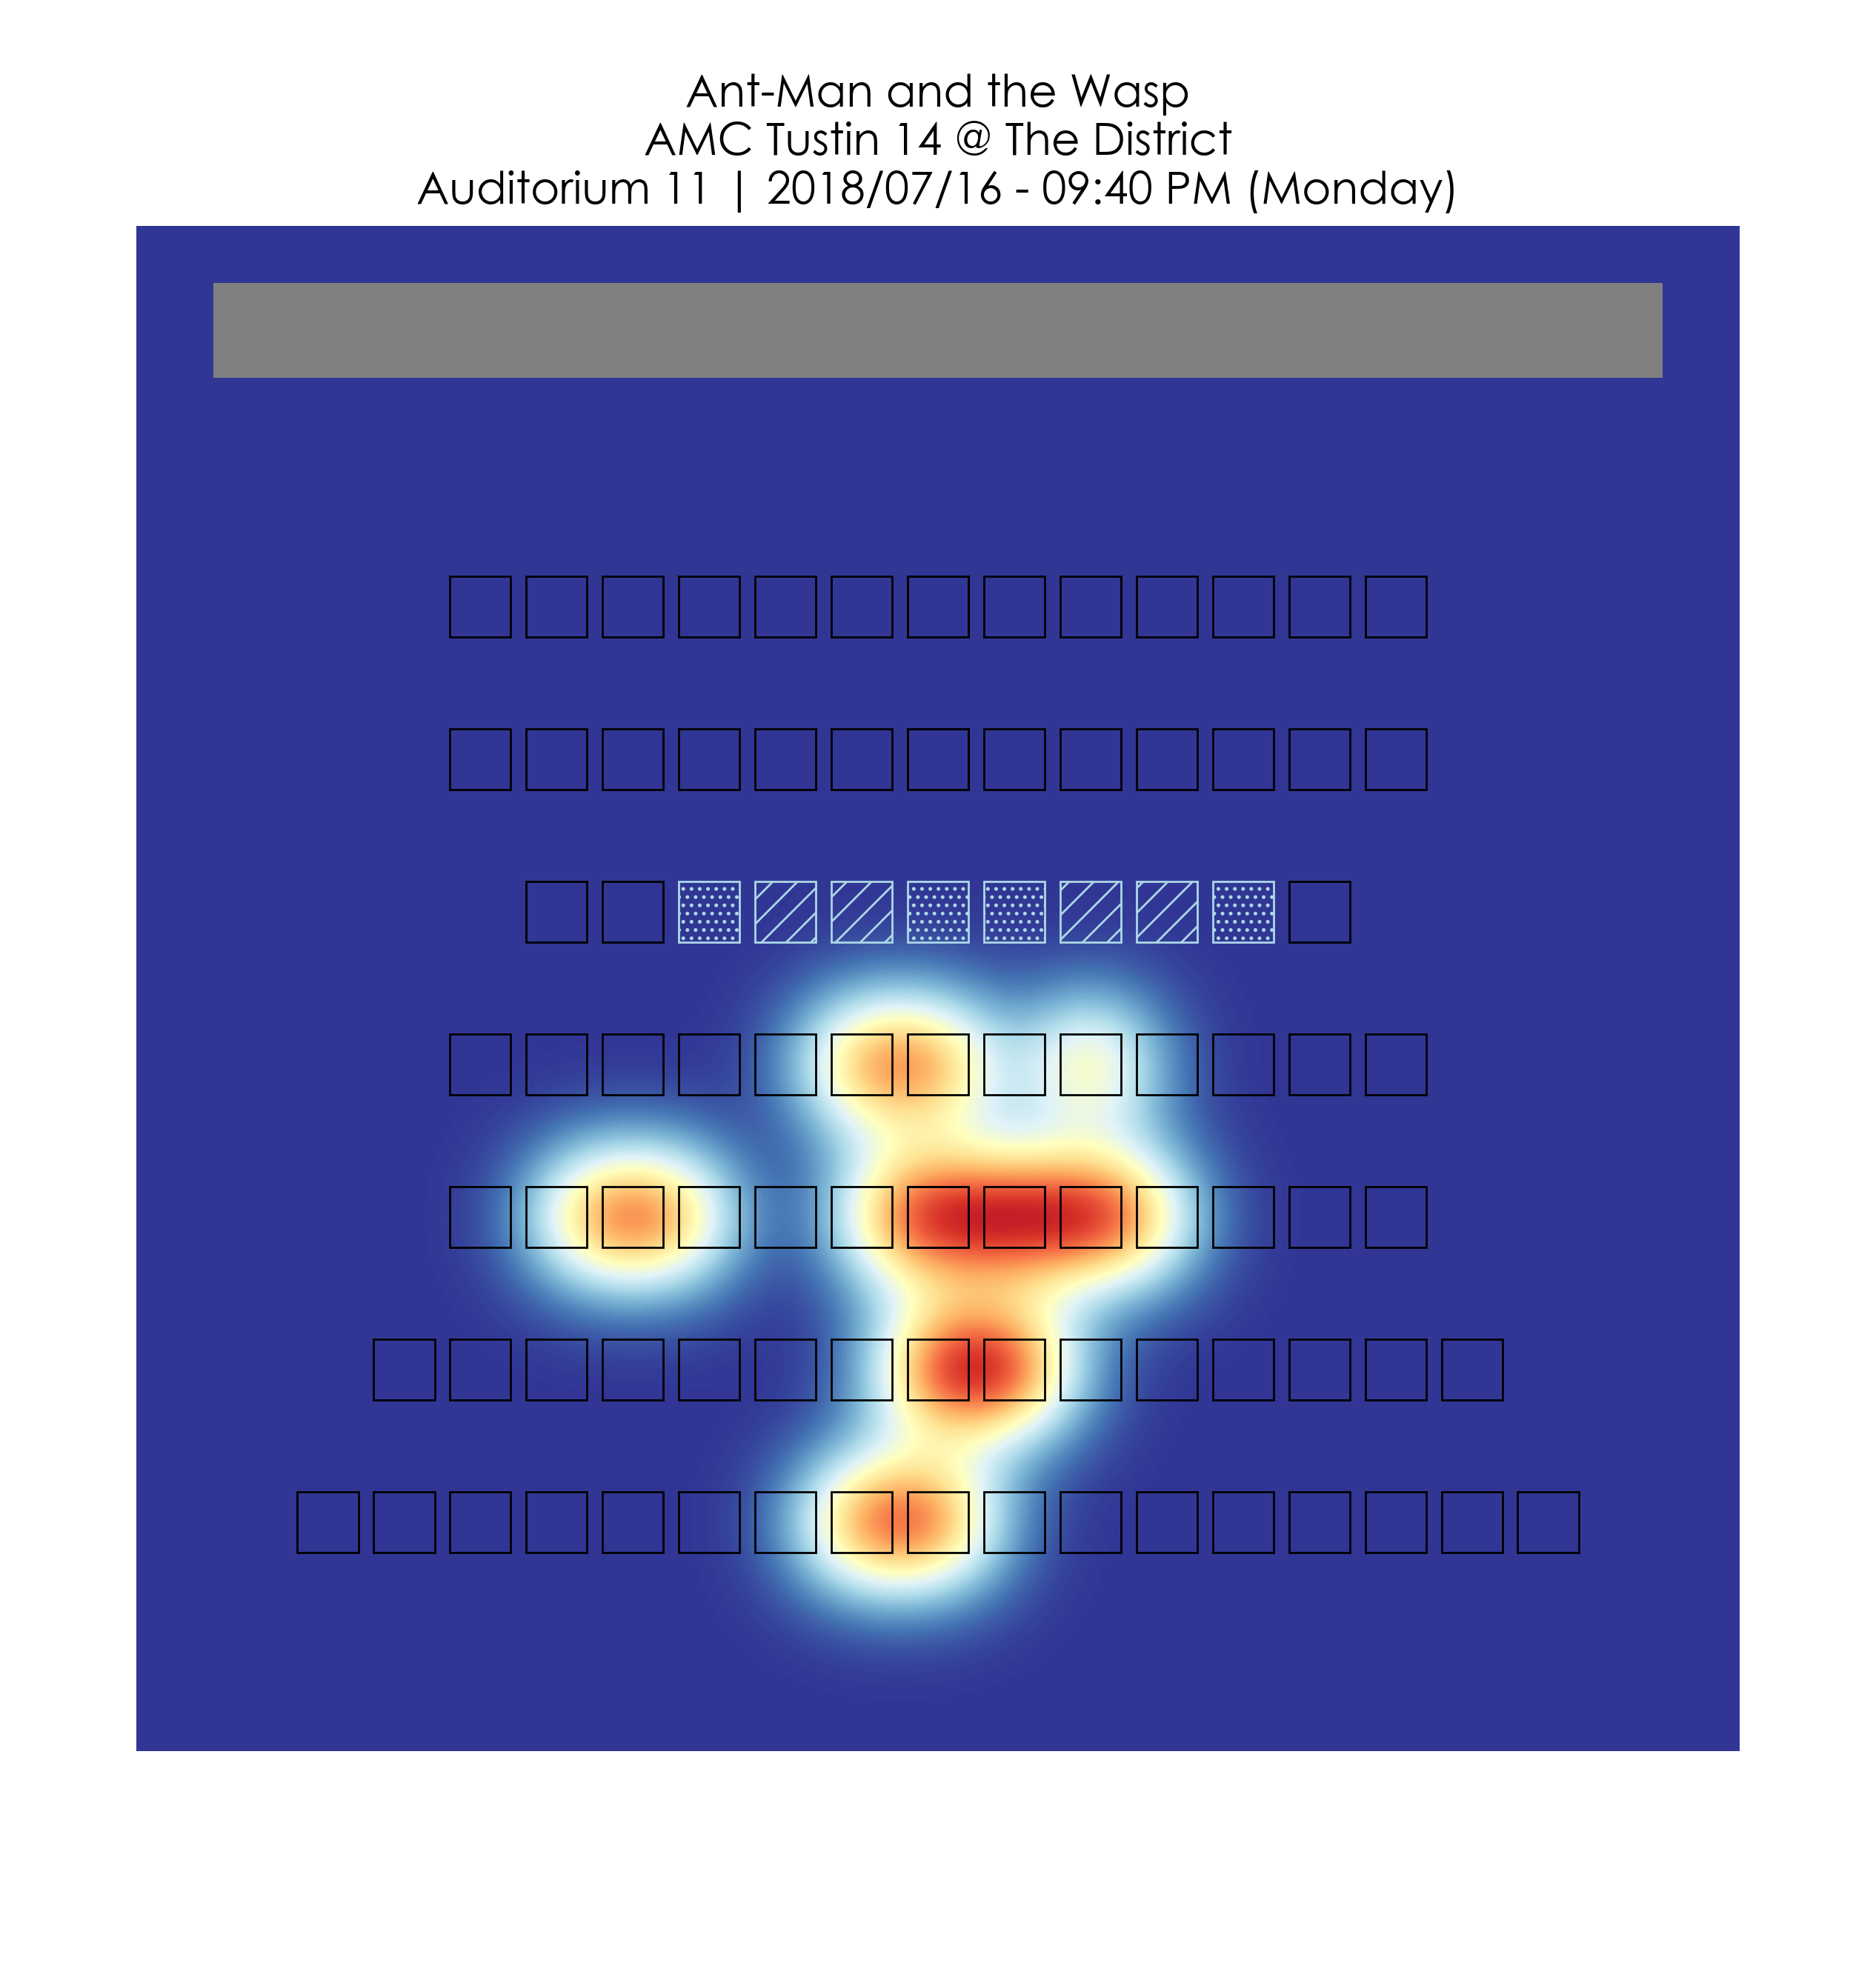 Ant-Man and the Wasp
AMC Tustin 14 @ The District
Auditorium 11 | 2018/07/16 - 09:40 PM (Monday)